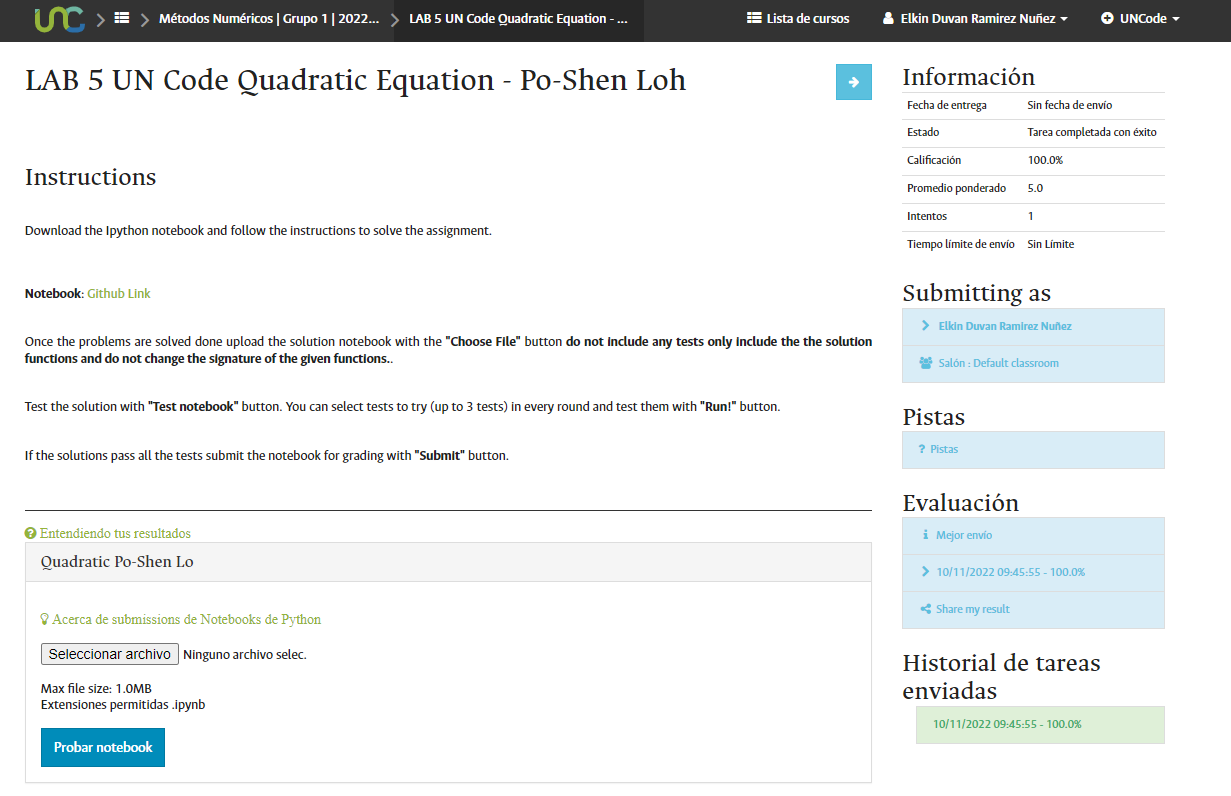 UNC
Métodos Numéricos | Grupo 1 | 2022...
LAB 5 UN Code Quadratic Equation - ...
Lista de cursos
Elkin Duvan Ramirez Nuñez
UNCode
LAB 5 UN Code Quadratic Equation - Po-Shen Loh
Instructions
Download the Ipython notebook and follow the instructions to solve the assignment.
Notebook: Github Link
Once the problems are solved done upload the solution notebook with the "Choose File" button do not include any tests only include the the solution
functions and do not change the signature of the given functions..
Test the solution with "Test notebook" button. You can select tests to try (up to 3 tests) in every round and test them with "Run!" button.
If the solutions pass all the tests submit the notebook for grading with "Submit" button.
Entendiendo tus resultados
Quadratic Po-Shen Lo
Acerca de submissions de Notebooks de Python
Seleccionar archivo Ninguno archivo selec.
Max file size: 1.0MB
Extensiones permitidas .ipynb
Probar notebook
Información
Fecha de entrega Sin fecha de envío
Estado Tarea completada con éxito
Calificación 100.0%
Promedio ponderado 5.0
Intentos 1
Tiempo límite de envío Sin Límite
Submitting as
Elkin Duvan Ramirez Nuñez
Salón : Default classroom
Pistas
? Pistas
Evaluación
Mejor envío
10/11/2022 09:45:55 - 100.0%
Share my result
Historial de tareas
enviadas
10/11/2022 09:45:55 - 100.0%